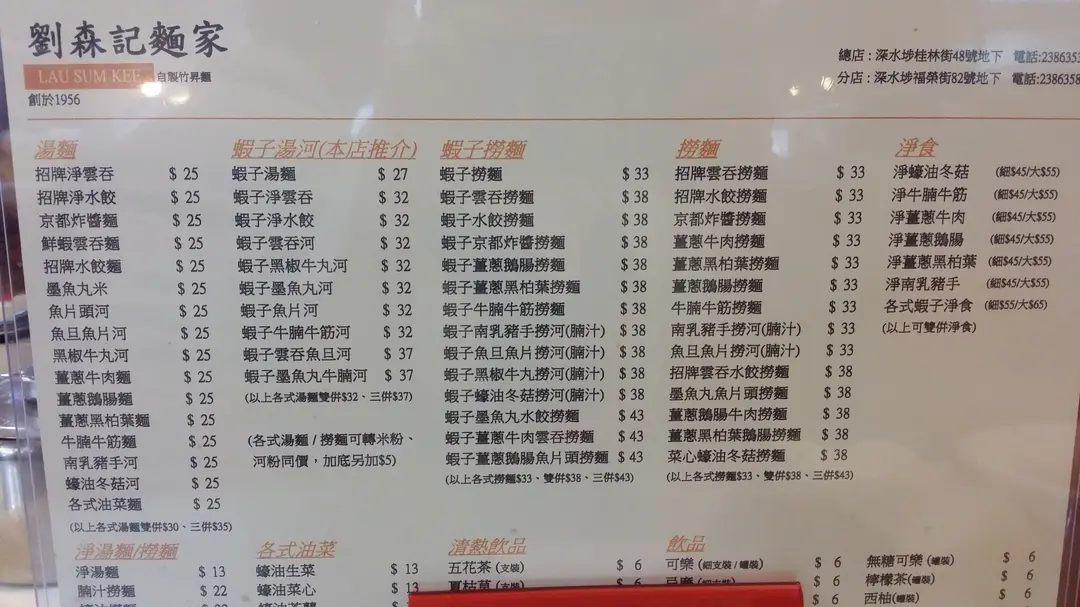 劉森記麵家
LAU SUM KEE 自製竹昇麵
創於1956
總店：深水埗桂林街48號地下 電話:2386353
分店：深水埗福榮街82號地下 電話:2386358
湯麵
招牌淨雲吞 $ 25
招牌淨水餃 $ 25
京都炸醬麵 $ 25
鮮蝦雲吞麵 $ 25
招牌水餃麵 $ 25
墨魚丸米 $ 25
魚片頭河 $ 25
魚旦魚片河 $ 25
黑椒牛丸河 $ 25
薑蔥牛肉麵 $ 25
薑蔥鵝腸麵 $ 25
薑蔥黑柏葉麵 $ 25
牛腩牛筋麵 $ 25
南乳豬手河 $ 25
蠔油冬菇河 $ 25
各式油菜麵 $ 25
(以上各式湯麵雙併$30、三併$35)
蝦子湯河(本店推介)
蝦子湯麵 $ 27
蝦子淨雲吞 $ 32
蝦子淨水餃 $ 32
蝦子雲吞河 $ 32
蝦子黑椒牛丸河 $ 32
蝦子墨魚丸河 $ 32
蝦子魚片河 $ 32
蝦子牛腩牛筋河 $ 32
蝦子雲吞魚旦河 $ 37
蝦子墨魚丸牛腩河 $ 37
(以上各式湯麵雙併$32、三併$37)
(各式湯麵 / 撈麵可轉米粉、
河粉同價，加底另加$5)
蝦子撈麵
蝦子撈麵 $ 33
蝦子雲吞撈麵 $ 38
蝦子水餃撈麵 $ 38
蝦子京都炸醬撈麵 $ 38
蝦子薑蔥鵝腸撈麵 $ 38
蝦子薑蔥黑柏葉撈麵 $ 38
蝦子牛腩牛筋撈麵 $ 38
蝦子南乳豬手撈河(腩汁) $ 38
蝦子魚旦魚片撈河(腩汁) $ 38
蝦子黑椒牛丸撈河(腩汁) $ 38
蝦子蠔油冬菇撈河(腩汁) $ 38
蝦子墨魚丸水餃撈麵 $ 43
蝦子薑蔥牛肉雲吞撈麵 $ 43
蝦子薑蔥鵝腸魚片頭撈麵 $ 43
(以上各式撈麵$33、雙併$38、三併$43)
撈麵
招牌雲吞撈麵 $ 33
招牌水餃撈麵 $ 33
京都炸醬撈麵 $ 33
薑蔥牛肉撈麵 $ 33
薑蔥黑柏葉撈麵 $ 33
薑蔥鵝腸撈麵 $ 33
牛腩牛筋撈麵 $ 33
南乳豬手撈河(腩汁) $ 33
魚旦魚片撈河(腩汁) $ 33
招牌雲吞水餃撈麵 $ 38
墨魚丸魚片頭撈麵 $ 38
薑蔥鵝腸牛肉撈麵 $ 38
薑蔥黑柏葉鵝腸撈麵 $ 38
菜心蠔油冬菇撈麵 $ 38
(以上各式撈麵$33、雙併$38、三併$43)
淨食
淨蠔油冬菇 (細$45/大$55)
淨牛腩牛筋 (細$45/大$55)
淨薑蔥牛肉 (細$45/大$55)
淨薑蔥鵝腸 (細$45/大$55)
淨薑蔥黑柏葉 (細$45/大$55)
淨南乳豬手 (細$45/大$55)
各式蝦子淨食 (細$55/大$65)
(以上可雙併淨食)
淨湯麵/撈麵
淨湯麵 $ 13
腩汁撈麵 $ 22
各式油菜
蠔油生菜 $ 13
蠔油菜心 $ 13
清熱飲品
五花茶 (支裝) $ 6
夏枯草 (支裝)
飲品
可樂 (細支裝 / 罐裝) $ 6
$ 6
$ 6
無糖可樂 (罐裝) $ 6
檸檬茶(罐裝) $ 6
西柚(罐裝) $ 6